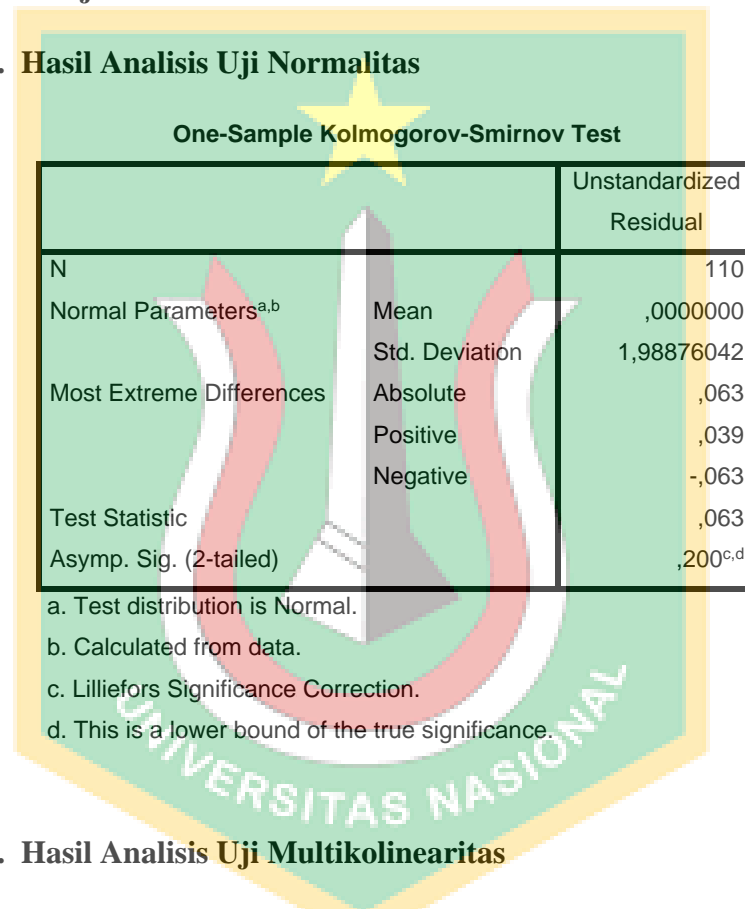 . Hasil Analisis Uji Normalitas
One-Sample Kolmogorov-Smirnov Test
Unstandardized
Residual
N 110
Normal Parametersa,b Mean ,0000000
Std. Deviation 1,98876042
Most Extreme Differences Absolute ,063
Positive ,039
Negative -,063
Test Statistic ,063
Asymp. Sig. (2-tailed) ,200c,d
a. Test distribution is Normal.
b. Calculated from data.
c. Lilliefors Significance Correction.
d. This is a lower bound of the true significance.
UNIVERSITAS NASIONAL
. Hasil Analisis Uji Multikolinearitas